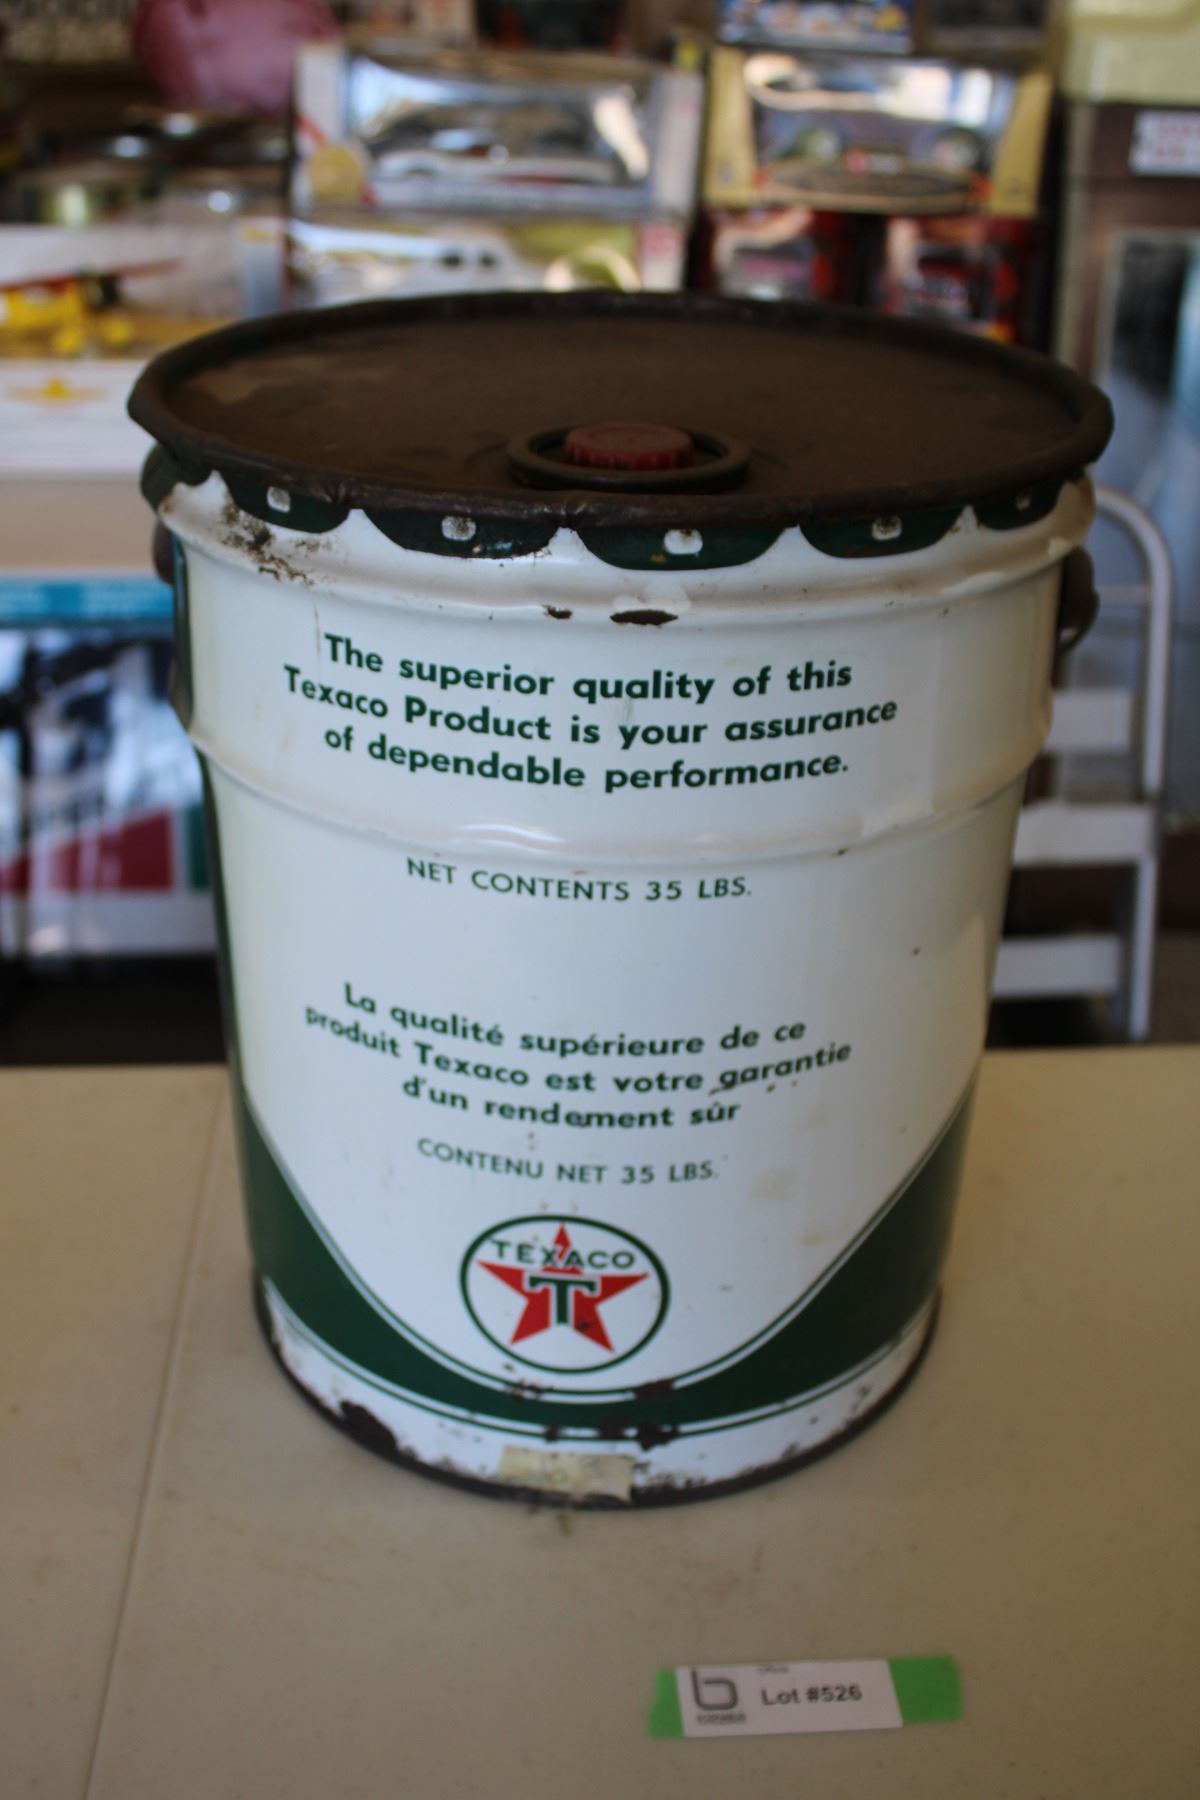 The superior quality of this
Texaco Product is your assurance
of dependable performance.
NET CONTENTS 35 LBS.
La qualité supérieure de ce
produit Texaco est votre garantie
d'un rendement sûr
CONTENU NET 35 LBS.
TEXACO
T
b
Lot #526